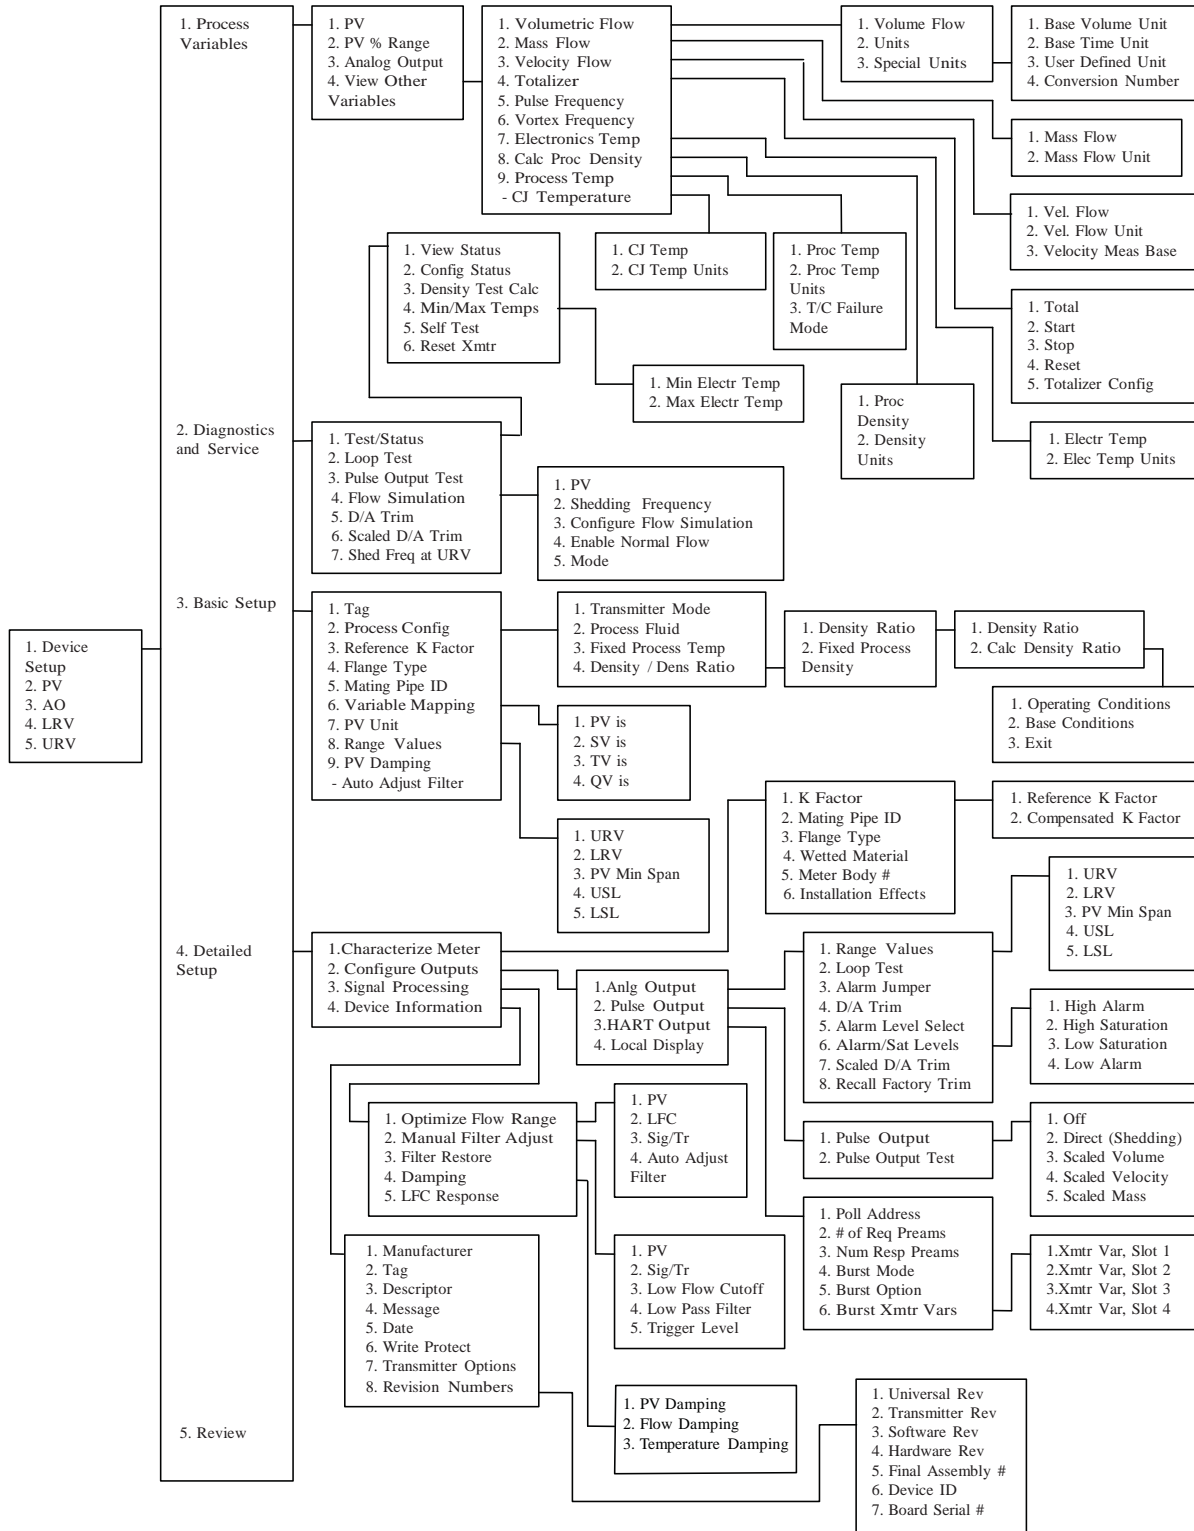 1. Device
Setup
2. PV
3. AO
4. LRV
5. URV
1. Process
Variables
2. Diagnostics
and Service
3. Basic Setup
4. Detailed
Setup
5. Review
1. PV
2. PV % Range
3. Analog Output
4. View Other
Variables
1. Volumetric Flow
2. Mass Flow
3. Velocity Flow
4. Totalizer
5. Pulse Frequency
6. Vortex Frequency
7. Electronics Temp
8. Calc Proc Density
9. Process Temp
- CJ Temperature
1. Volume Flow
2. Units
3. Special Units
1. Base Volume Unit
2. Base Time Unit
3. User Defined Unit
4. Conversion Number
1. Mass Flow
2. Mass Flow Unit
1. Vel. Flow
2. Vel. Flow Unit
3. Velocity Meas Base
1. Total
2. Start
3. Stop
4. Reset
5. Totalizer Config
1. Electr Temp
2. Elec Temp Units
1. Proc
Density
2. Density
Units
1. Proc Temp
2. Proc Temp
Units
3. T/C Failure
Mode
1. CJ Temp
2. CJ Temp Units
1. View Status
2. Config Status
3. Density Test Calc
4. Min/Max Temps
5. Self Test
6. Reset Xmtr
1. Min Electr Temp
2. Max Electr Temp
1. Test/Status
2. Loop Test
3. Pulse Output Test
4. Flow Simulation
5. D/A Trim
6. Scaled D/A Trim
7. Shed Freq at URV
1. PV
2. Shedding Frequency
3. Configure Flow Simulation
4. Enable Normal Flow
5. Mode
1. Tag
2. Process Config
3. Reference K Factor
4. Flange Type
5. Mating Pipe ID
6. Variable Mapping
7. PV Unit
8. Range Values
9. PV Damping
- Auto Adjust Filter
1. Transmitter Mode
2. Process Fluid
3. Fixed Process Temp
4. Density / Dens Ratio
1. Density Ratio
2. Fixed Process
Density
1. Density Ratio
2. Calc Density Ratio
1. Operating Conditions
2. Base Conditions
3. Exit
1. PV is
2. SV is
3. TV is
4. QV is
1. URV
2. LRV
3. PV Min Span
4. USL
5. LSL
1.Characterize Meter
2. Configure Outputs
3. Signal Processing
4. Device Information
1. K Factor
2. Mating Pipe ID
3. Flange Type
4. Wetted Material
5. Meter Body #
6. Installation Effects
1. Reference K Factor
2. Compensated K Factor
1.Anlg Output
2. Pulse Output
3.HART Output
4. Local Display
1. Range Values
2. Loop Test
3. Alarm Jumper
4. D/A Trim
5. Alarm Level Select
6. Alarm/Sat Levels
7. Scaled D/A Trim
8. Recall Factory Trim
1. URV
2. LRV
3. PV Min Span
4. USL
5. LSL
1. High Alarm
2. High Saturation
3. Low Saturation
4. Low Alarm
1. Pulse Output
2. Pulse Output Test
1. Off
2. Direct (Shedding)
3. Scaled Volume
4. Scaled Velocity
5. Scaled Mass
1. Poll Address
2. # of Req Preams
3. Num Resp Preams
4. Burst Mode
5. Burst Option
6. Burst Xmtr Vars
1.Xmtr Var, Slot 1
2.Xmtr Var, Slot 2
3.Xmtr Var, Slot 3
4.Xmtr Var, Slot 4
1. Optimize Flow Range
2. Manual Filter Adjust
3. Filter Restore
4. Damping
5. LFC Response
1. PV
2. LFC
3. Sig/Tr
4. Auto Adjust
Filter
1. PV
2. Sig/Tr
3. Low Flow Cutoff
4. Low Pass Filter
5. Trigger Level
1. PV Damping
2. Flow Damping
3. Temperature Damping
1. Manufacturer
2. Tag
3. Descriptor
4. Message
5. Date
6. Write Protect
7. Transmitter Options
8. Revision Numbers
1. Universal Rev
2. Transmitter Rev
3. Software Rev
4. Hardware Rev
5. Final Assembly #
6. Device ID
7. Board Serial #